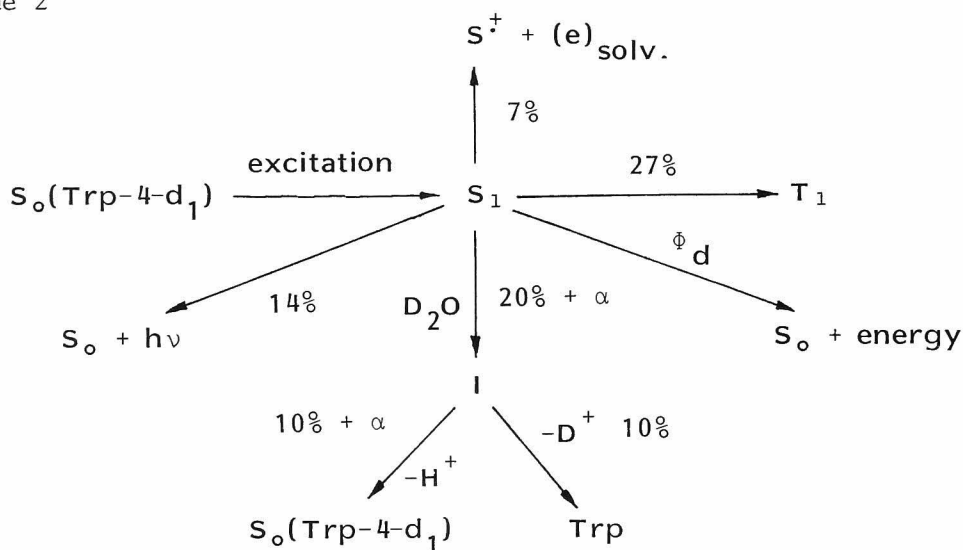 S⁺̇ + (e)solv.
7%
excitation
27%
S₀(Trp-4-d₁)
S₁
T₁
Φd
14%
D₂O
20% + α
S₀ + hν
S₀ + energy
I
10% + α
-D⁺ 10%
-H⁺
S₀(Trp-4-d₁)
Trp